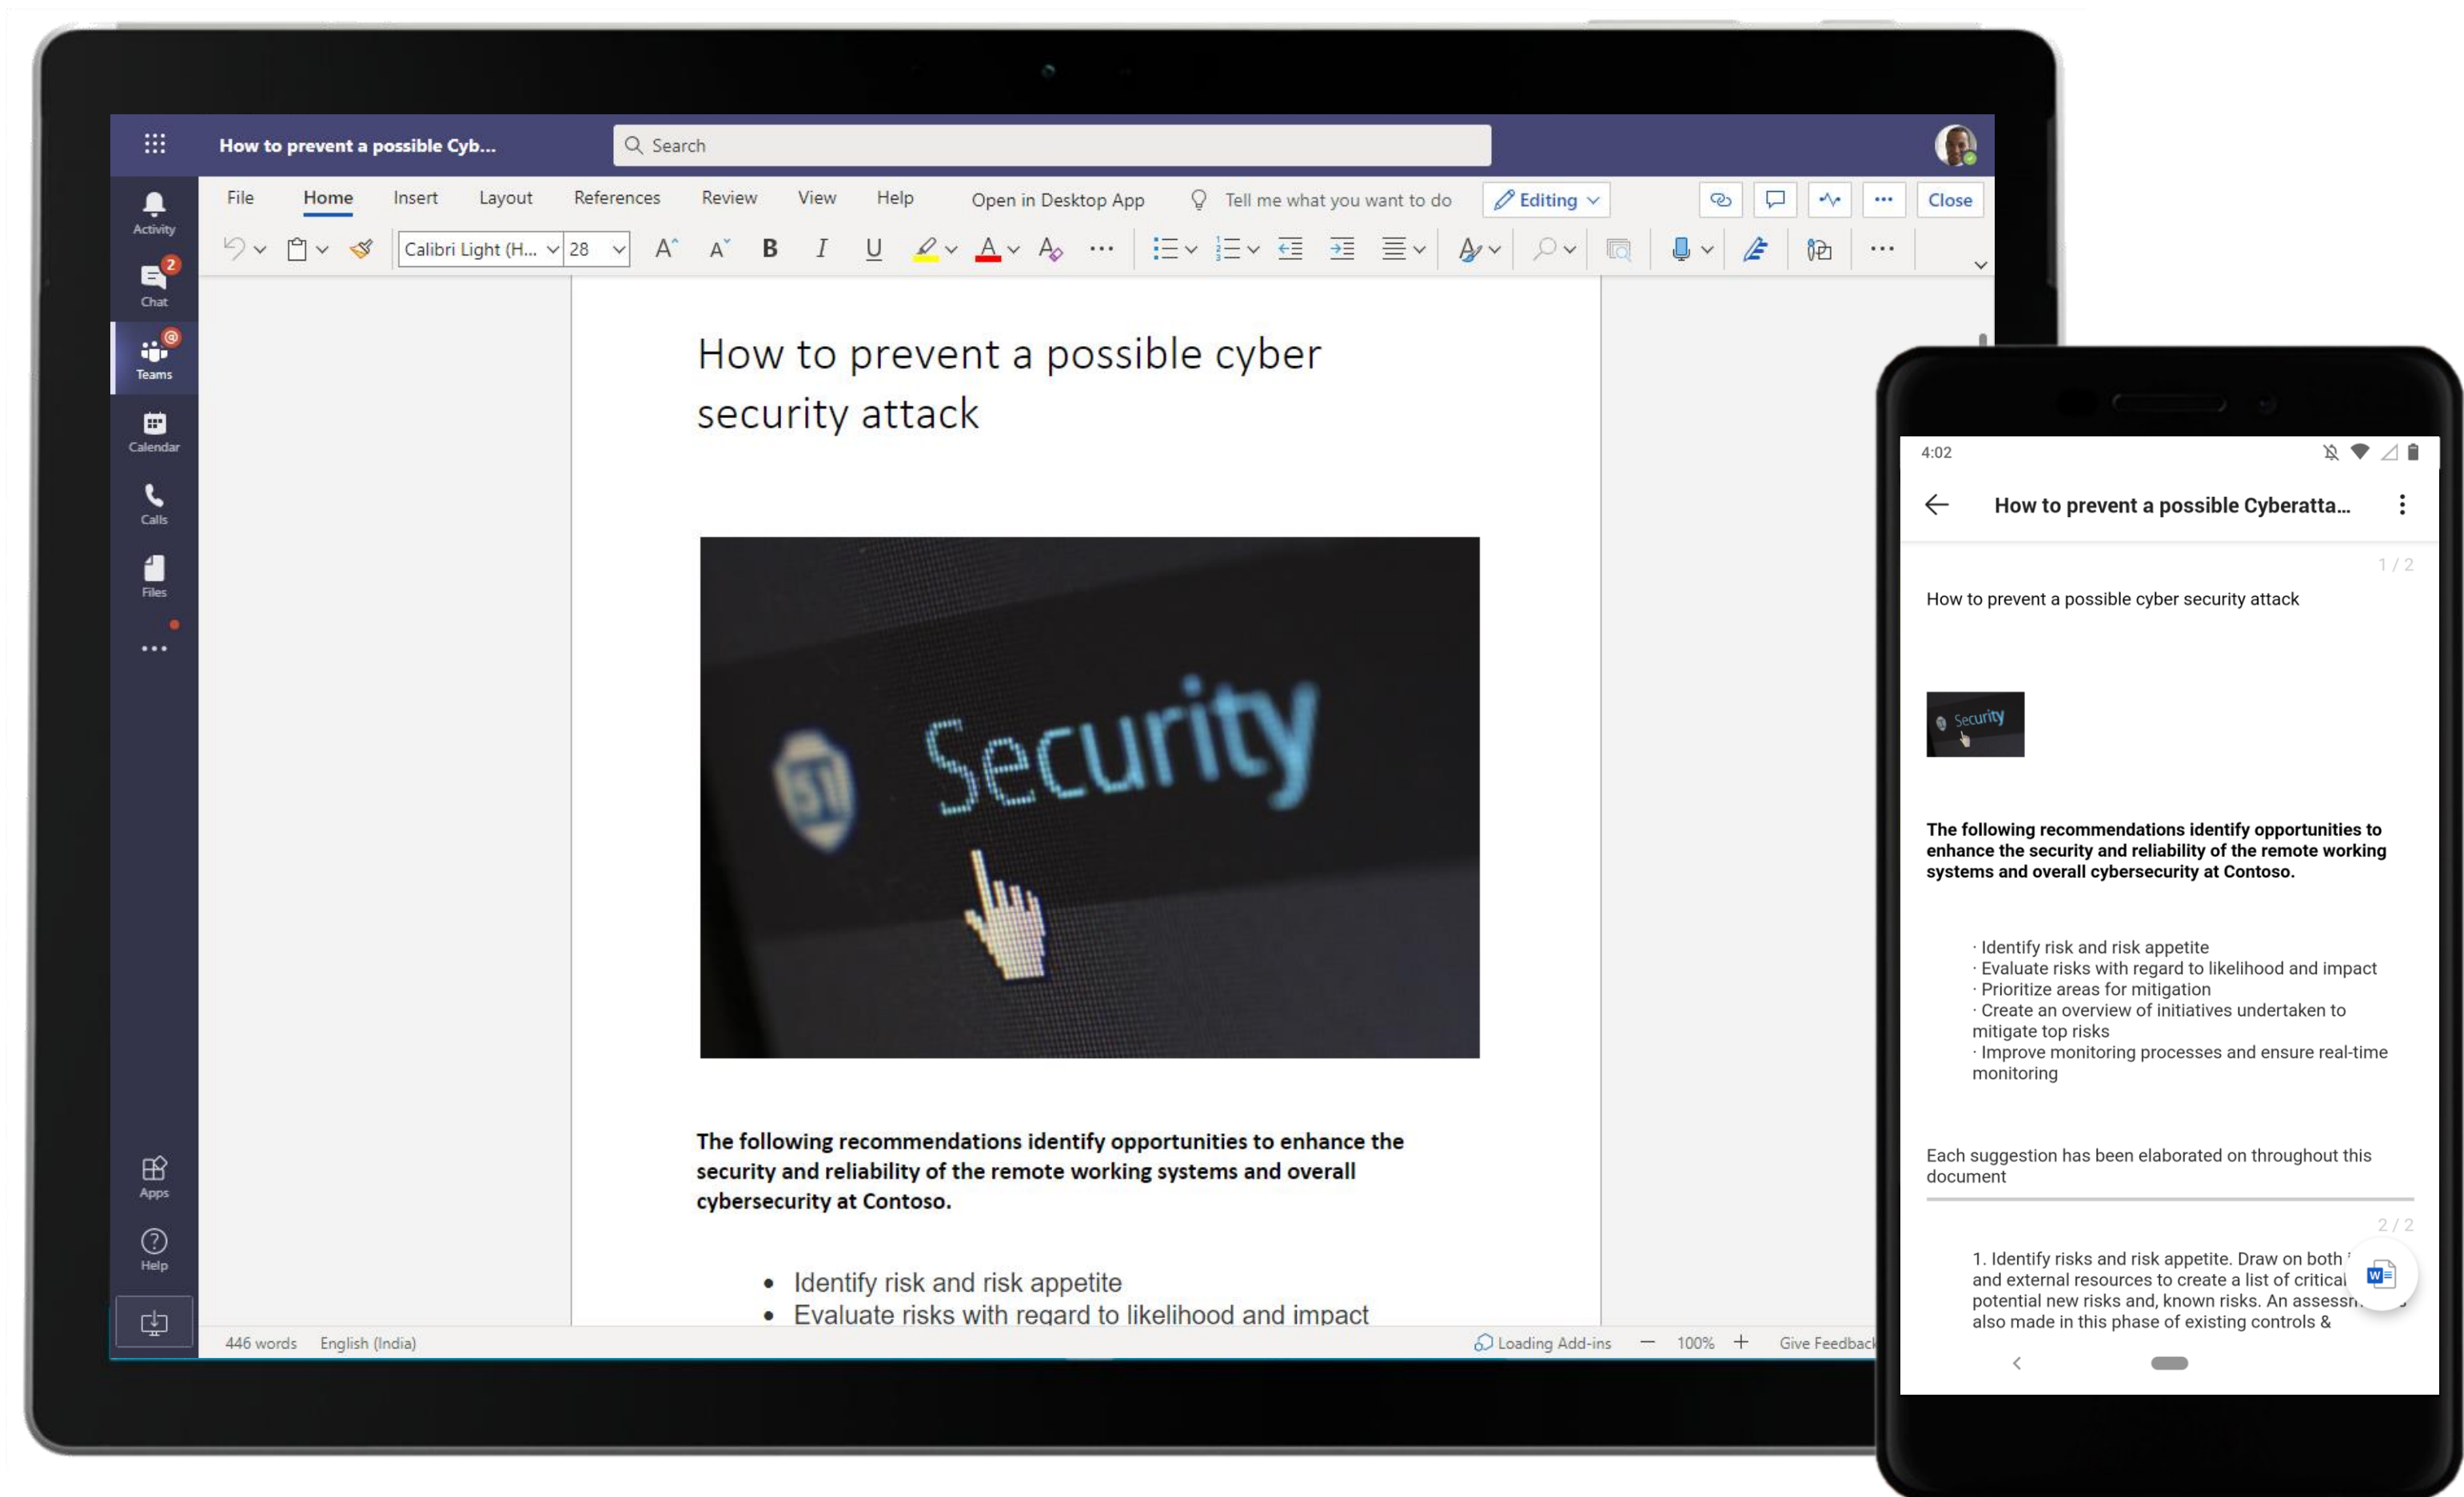 How to prevent a possible Cyb...
Search
File Home Insert Layout References Review View Help Open in Desktop App Tell me what you want to do Editing Close
Calibri Light (H... 28 A A B I U A A
Activity
2
Chat
@
Teams
Calendar
Calls
Files
Apps
Help
How to prevent a possible cyber
security attack
Security
The following recommendations identify opportunities to enhance the
security and reliability of the remote working systems and overall
cybersecurity at Contoso.
• Identify risk and risk appetite
• Evaluate risks with regard to likelihood and impact
446 words English (India) Loading Add-ins — 100% + Give Feedback
4:02
How to prevent a possible Cyberatta...
1 / 2
How to prevent a possible cyber security attack
Security
The following recommendations identify opportunities to
enhance the security and reliability of the remote working
systems and overall cybersecurity at Contoso.
· Identify risk and risk appetite
· Evaluate risks with regard to likelihood and impact
· Prioritize areas for mitigation
· Create an overview of initiatives undertaken to
mitigate top risks
· Improve monitoring processes and ensure real-time
monitoring
Each suggestion has been elaborated on throughout this
document
2 / 2
1. Identify risks and risk appetite. Draw on both
and external resources to create a list of critical
W
potential new risks and, known risks. An
also made in this phase of existing controls &